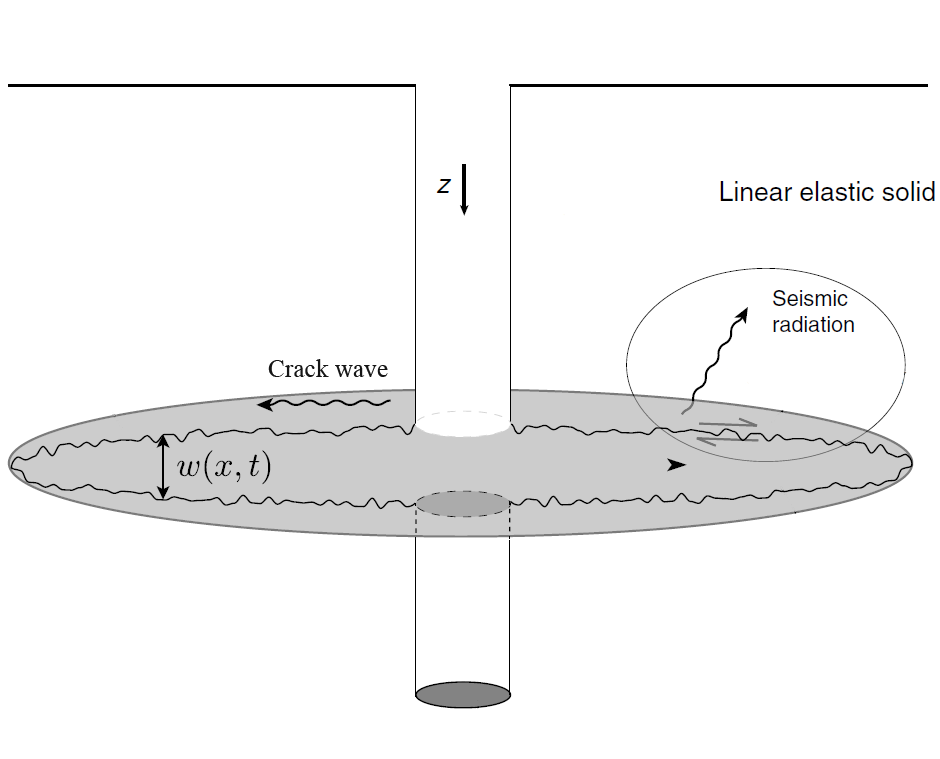 z
Linear elastic solid
Seismic
radiation
Crack wave
w(x, t)